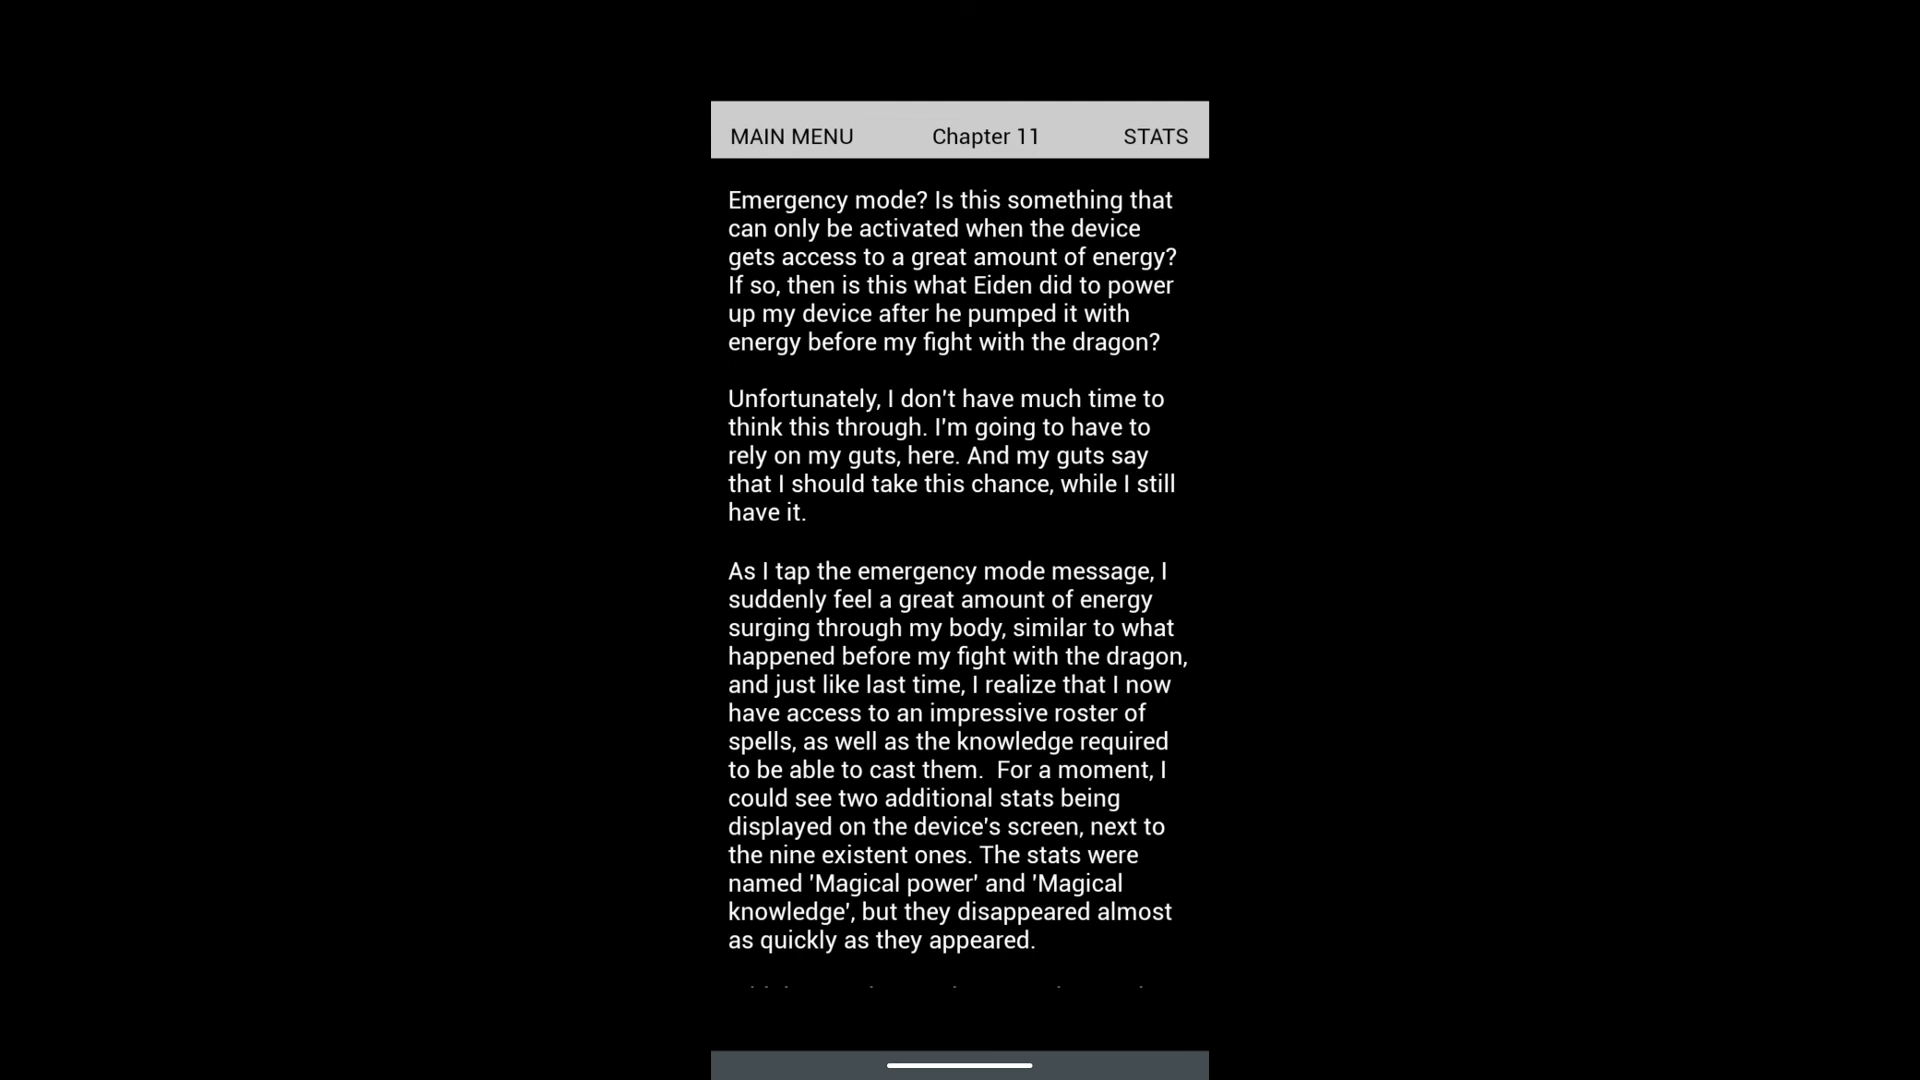 MAIN MENU Chapter 11 STATS
Emergency mode? Is this something that
can only be activated when the device
gets access to a great amount of energy?
If so, then is this what Eiden did to power
up my device after he pumped it with
energy before my fight with the dragon?
Unfortunately, I don't have much time to
think this through. I'm going to have to
rely on my guts, here. And my guts say
that I should take this chance, while I still
have it.
As I tap the emergency mode message, I
suddenly feel a great amount of energy
surging through my body, similar to what
happened before my fight with the dragon,
and just like last time, I realize that I now
have access to an impressive roster of
spells, as well as the knowledge required
to be able to cast them.  For a moment, I
could see two additional stats being
displayed on the device's screen, next to
the nine existent ones. The stats were
named 'Magical power' and 'Magical
knowledge', but they disappeared almost
as quickly as they appeared.